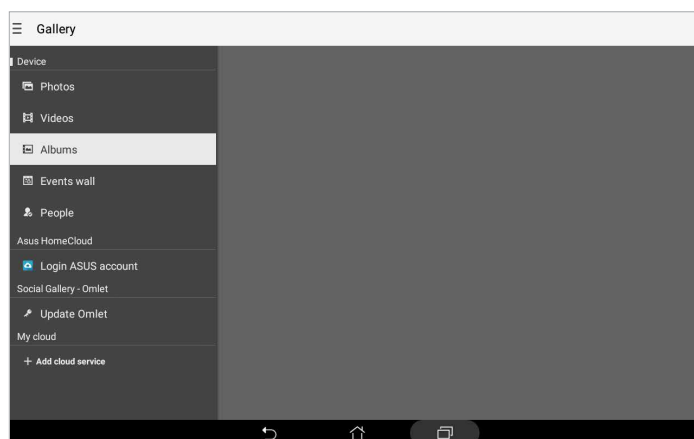 Gallery
Device
Photos
Videos
Albums
Events wall
People
Asus HomeCloud
Login ASUS account
Social Gallery - Omlet
Update Omlet
My cloud
+ Add cloud service